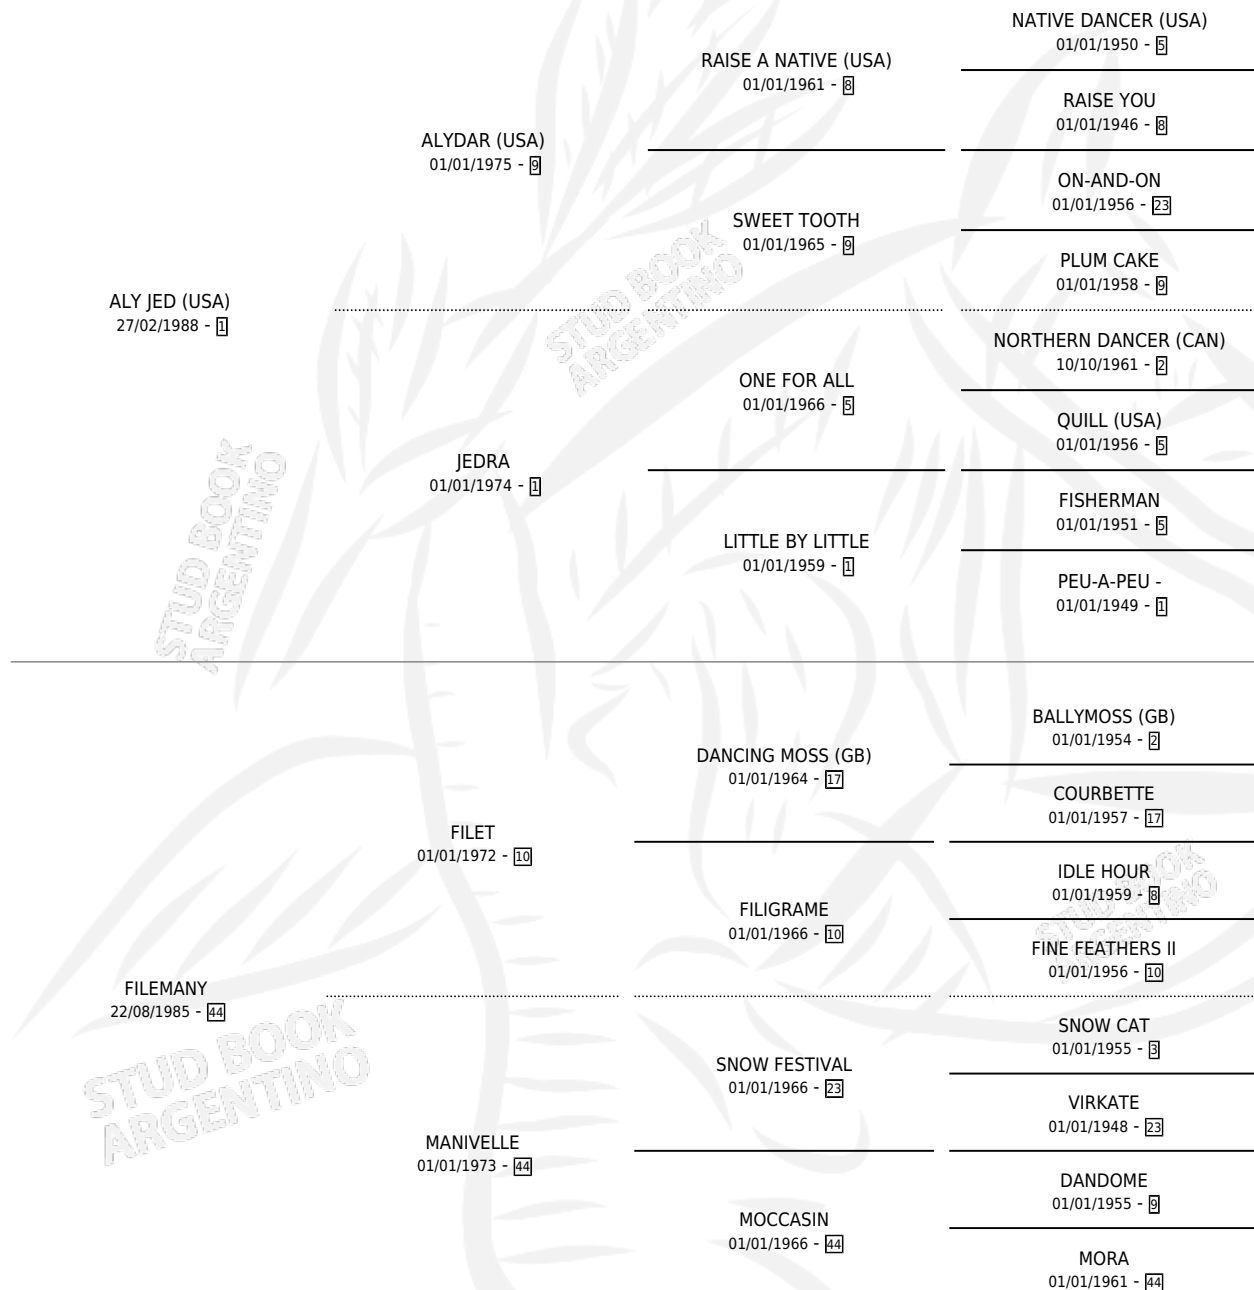 NATIVE DANCER (USA)
01/01/1950 - 5
RAISE A NATIVE (USA)
01/01/1961 - 8
RAISE YOU
01/01/1946 - 8
ALYDAR (USA)
01/01/1975 - 9
ON-AND-ON
01/01/1956 - 23
SWEET TOOTH
01/01/1965 - 9
PLUM CAKE
01/01/1958 - 9
ALY JED (USA)
27/02/1988 - 1
NORTHERN DANCER (CAN)
10/10/1961 - 2
ONE FOR ALL
01/01/1966 - 5
QUILL (USA)
01/01/1956 - 5
JEDRA
01/01/1974 - 1
FISHERMAN
01/01/1951 - 5
LITTLE BY LITTLE
01/01/1959 - 1
PEU-A-PEU -
01/01/1949 - 1
BALLYMOSS (GB)
01/01/1954 - 2
DANCING MOSS (GB)
01/01/1964 - 17
COURBETTE
01/01/1957 - 17
FILET
01/01/1972 - 10
IDLE HOUR
01/01/1959 - 8
FILIGRAME
01/01/1966 - 10
FINE FEATHERS II
01/01/1956 - 10
FILEMANY
22/08/1985 - 44
SNOW CAT
01/01/1955 - 3
SNOW FESTIVAL
01/01/1966 - 23
VIRKATE
01/01/1948 - 23
MANIVELLE
01/01/1973 - 44
DANDOME
01/01/1955 - 9
MOCCASIN
01/01/1966 - 44
MORA
01/01/1961 - 44
STUD BOOK
ARGENTINO
STUD BOOK
ARGENTINO
STUD BOOK
ARGENTINO
STUD BOOK
ARGENTINO